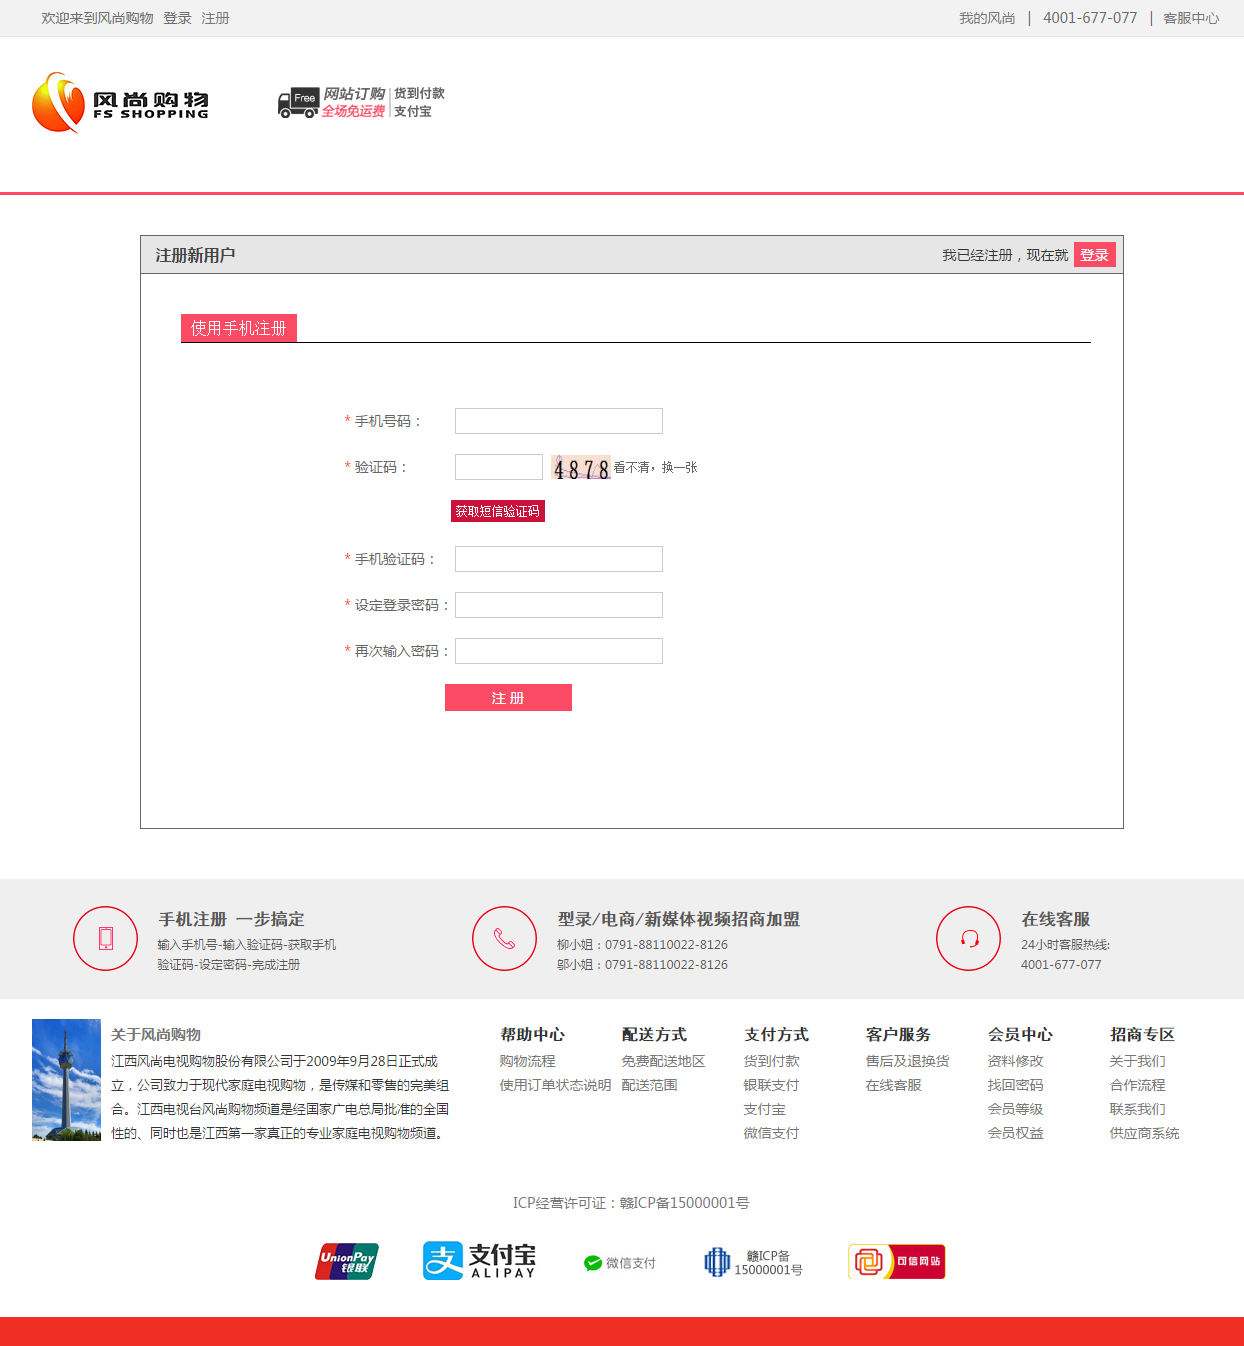 欢迎来到风尚购物 登录 注册
我的风尚 | 4001-677-077 | 客服中心
风尚购物
FS SHOPPING
Free 网站订购 货到付款
全场免运费 支付宝
注册新用户
我已经注册，现在就 登录
使用手机注册
* 手机号码：
* 验证码：
4878 看不清，换一张
获取短信验证码
* 手机验证码：
* 设定登录密码：
* 再次输入密码：
注 册
手机注册 一步搞定
输入手机号-输入验证码-获取手机
验证码-设定密码-完成注册
型录/电商/新媒体视频招商加盟
柳小姐：0791-88110022-8126
邬小姐：0791-88110022-8126
在线客服
24小时客服热线:
4001-677-077
关于风尚购物
江西风尚电视购物股份有限公司于2009年9月28日正式成
立，公司致力于现代家庭电视购物，是传媒和零售的完美组
合。江西电视台风尚购物频道是经国家广电总局批准的全国
性的、同时也是江西第一家真正的专业家庭电视购物频道。
帮助中心
购物流程
使用订单状态说明
配送方式
免费配送地区
配送范围
支付方式
货到付款
银联支付
支付宝
微信支付
客户服务
售后及退换货
在线客服
会员中心
资料修改
找回密码
会员等级
会员权益
招商专区
关于我们
合作流程
联系我们
供应商系统
ICP经营许可证：赣ICP备15000001号
UnionPay
银联
支 支付宝
ALIPAY
微信支付
赣ICP备
15000001号
可信网站